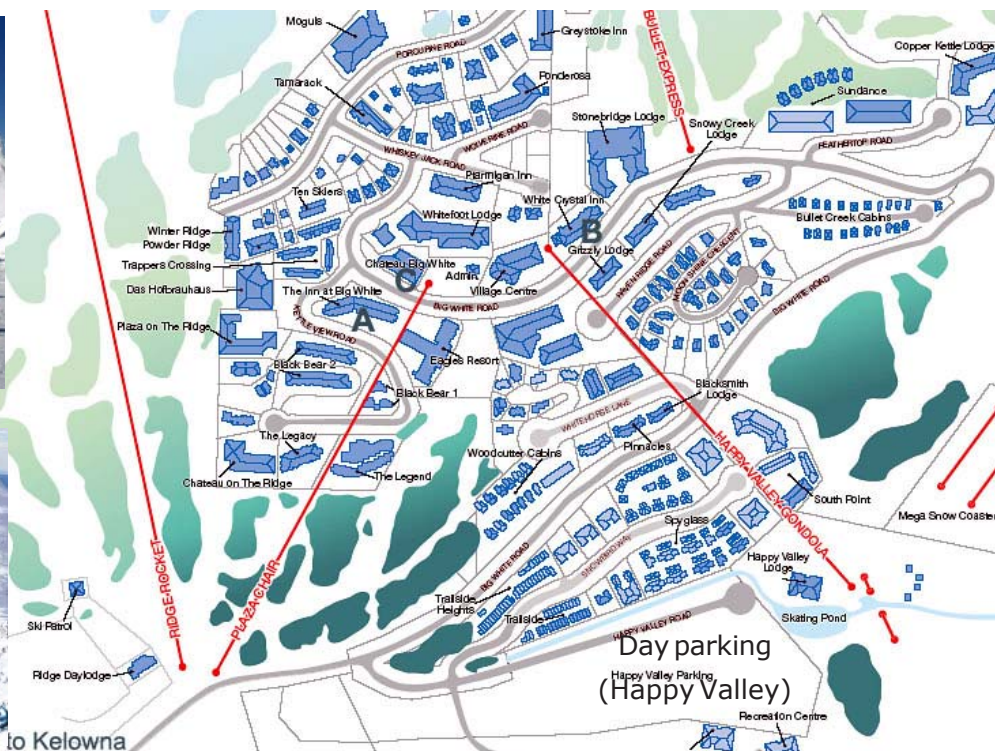 Moguls
PORCUPINE ROAD
Greystoke Inn
BULLET EXPRESS
Copper Kettle Lodge
Tamarack
Ponderosa
Sundance
Stonebridge Lodge
Snowy Creek
Lodge
WOLVERINE ROAD
WHISKEY JACK ROAD
FEATHERTOP ROAD
Ptarmigan Inn
Ten Skiers
White Crystal Inn
Whitefoot Lodge
B
Bullet Creek Cabins
Winter Ridge
Powder Ridge
Grizzly Lodge
Trappers Crossing
Chateau Big White
C
Admin
Village Centre
RAVEN RIDGE ROAD
MOON SHINE CRESCENT
Das Hofbrauhaus
The Inn at Big White
A
BIG WHITE ROAD
BIG WHITE ROAD
KETTLE VIEW ROAD
Plaza on The Ridge
Eagles Resort
Black Bear 2
Black Bear 1
Blacksmith
Lodge
WHITEHORSE LANE
The Legacy
Pinnacles
HAPPY VALLEY GONDOLA
Woodcutter Cabins
Chateau on The Ridge
The Legend
South Point
Mega Snow Coaster
Spyglass
BIG WHITE ROAD
SNOWBIRD WAY
Happy Valley
Lodge
RIDGE ROCKET
PLAZA CHAIR
Trailside
Heights
Ski Patrol
Trailside
Skating Pond
HAPPY VALLEY ROAD
Day parking
Ridge Daylodge
Happy Valley Parking
(Happy Valley)
Recreation Centre
to Kelowna